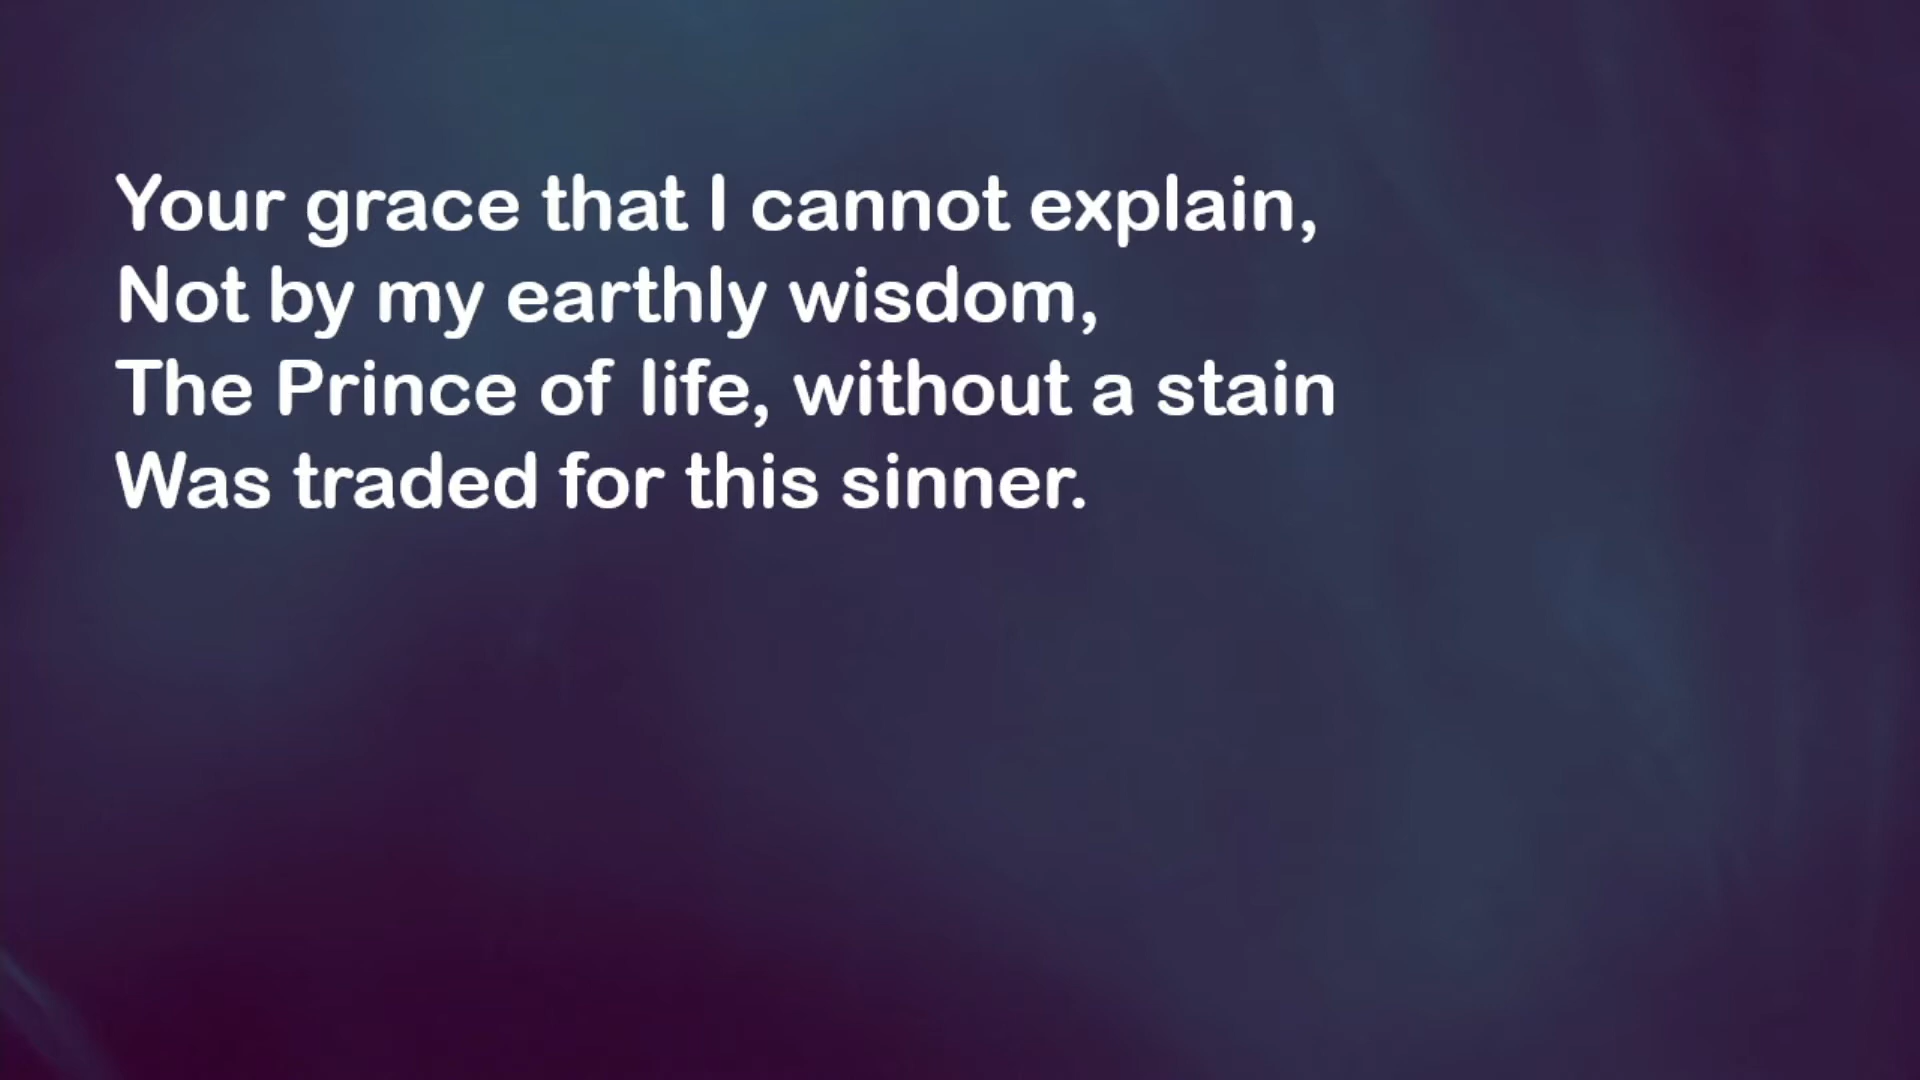 Your grace that I cannot explain,
Not by my earthly wisdom,
The Prince of life, without a stain
Was traded for this sinner.